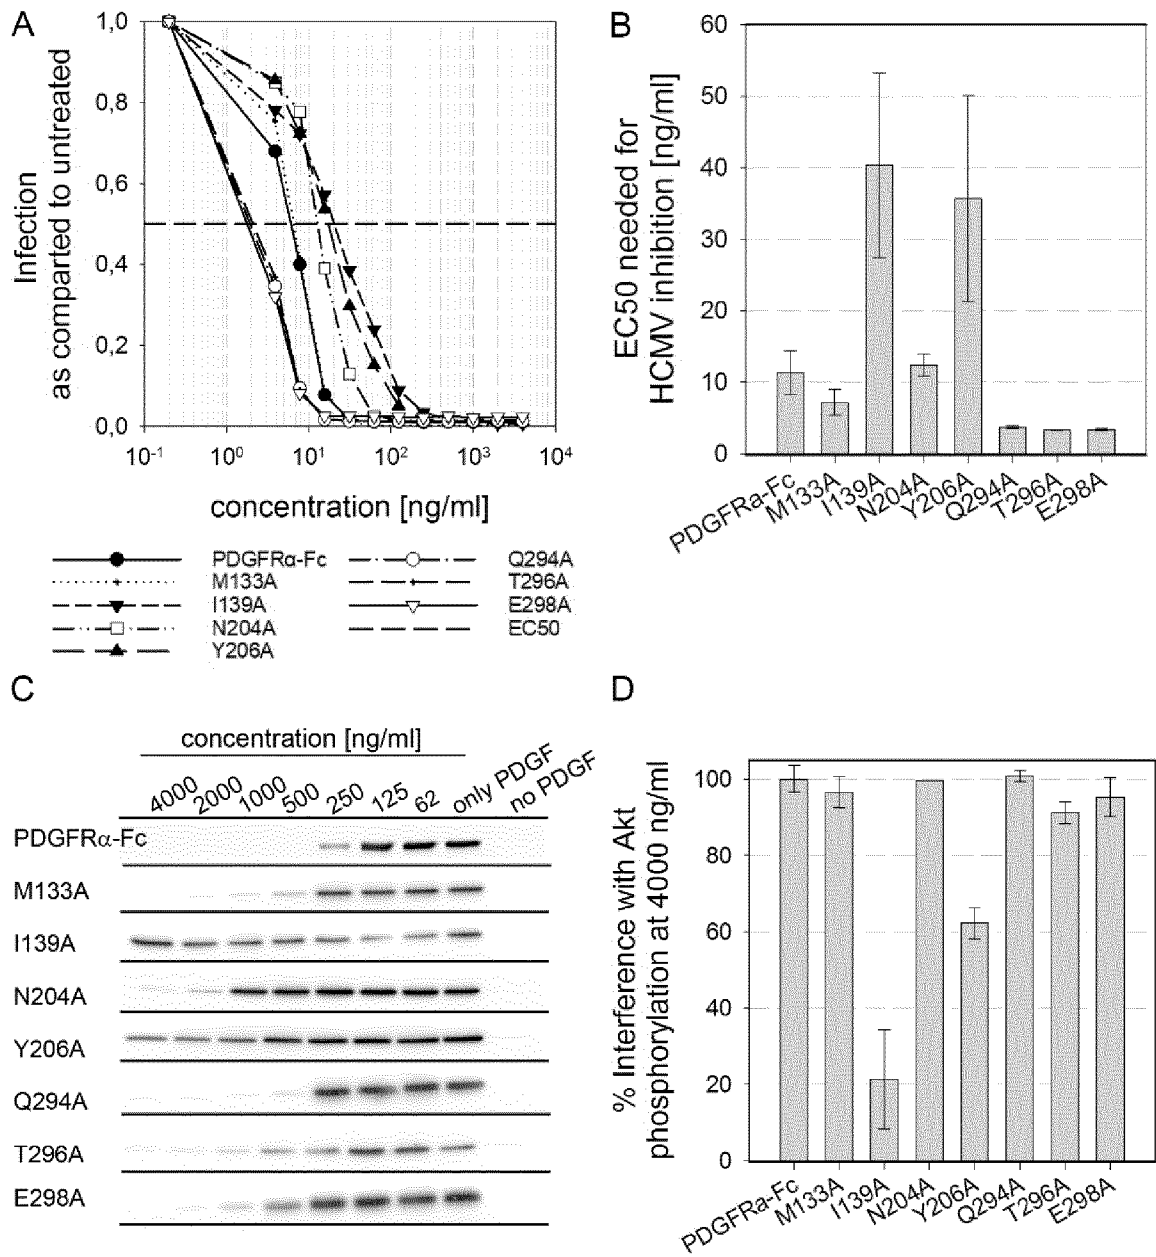 A
Infection
as comparted to untreated
1,0
0,8
0,6
0,4
0,2
0,0
10-1
100
101
102
103
104
concentration [ng/ml]
PDGFRα-Fc
M133A
I139A
N204A
Y206A
Q294A
T296A
E298A
EC50
B
EC50 needed for
HCMV inhibition [ng/ml]
60
50
40
30
20
10
0
PDGFRa-Fc
M133A
I139A
N204A
Y206A
Q294A
T296A
E298A
C
concentration [ng/ml]
4000
2000
1000
500
250
125
62
only PDGF
no PDGF
PDGFRα-Fc
M133A
I139A
N204A
Y206A
Q294A
T296A
E298A
D
% Interference with Akt
phosphorylation at 4000 ng/ml
100
80
60
40
20
0
PDGFRa-Fc
M133A
I139A
N204A
Y206A
Q294A
T296A
E298A